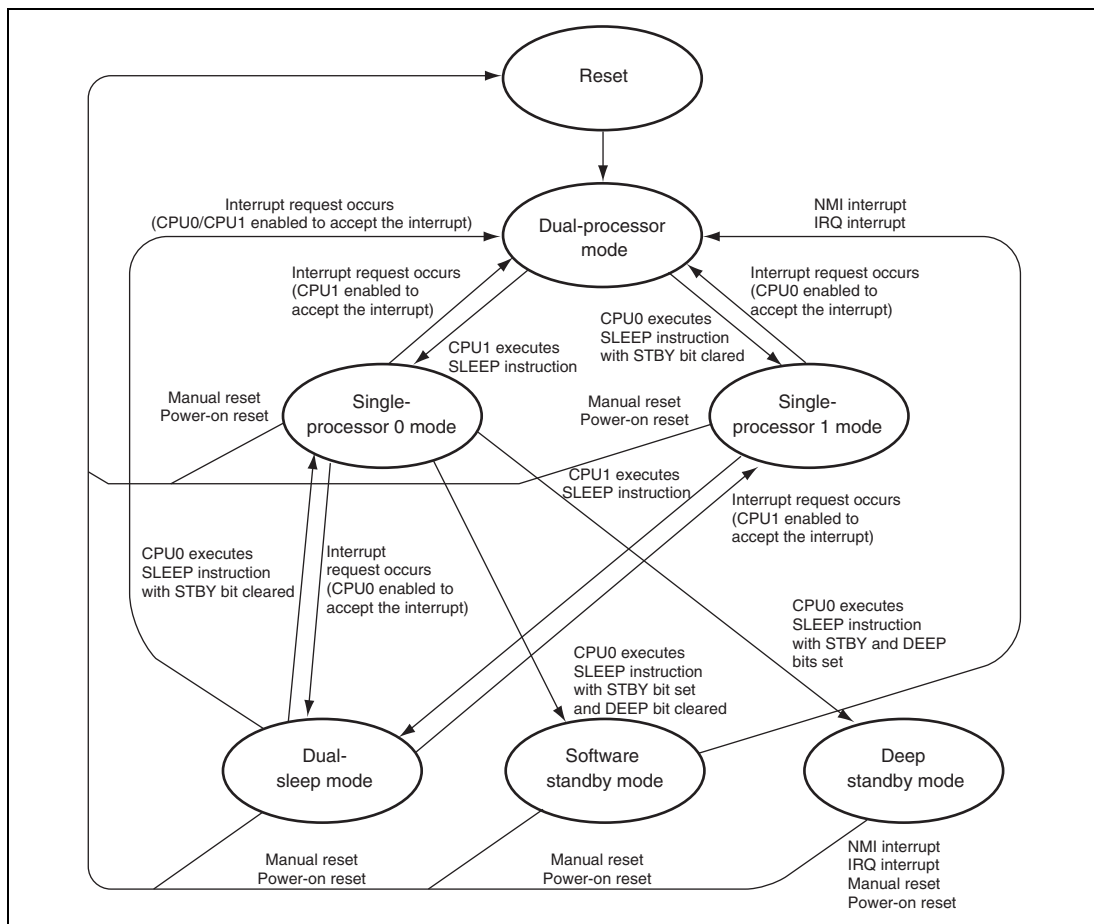 Reset
Interrupt request occurs
(CPU0/CPU1 enabled to accept the interrupt)
NMI interrupt
IRQ interrupt
Dual-processor
mode
Interrupt request occurs
(CPU1 enabled to
accept the interrupt)
Interrupt request occurs
(CPU0 enabled to
accept the interrupt)
CPU0 executes
SLEEP instruction
with STBY bit clared
CPU1 executes
SLEEP instruction
Manual reset
Power-on reset
Single-
processor 0 mode
Manual reset
Power-on reset
Single-
processor 1 mode
CPU1 executes
SLEEP instruction
Interrupt request occurs
(CPU1 enabled to
accept the interrupt)
CPU0 executes
SLEEP instruction
with STBY bit cleared
Interrupt
request occurs
(CPU0 enabled to
accept the interrupt)
CPU0 executes
SLEEP instruction
with STBY and DEEP
bits set
CPU0 executes
SLEEP instruction
with STBY bit set
and DEEP bit cleared
Dual-
sleep mode
Software
standby mode
Deep
standby mode
Manual reset
Power-on reset
Manual reset
Power-on reset
NMI interrupt
IRQ interrupt
Manual reset
Power-on reset